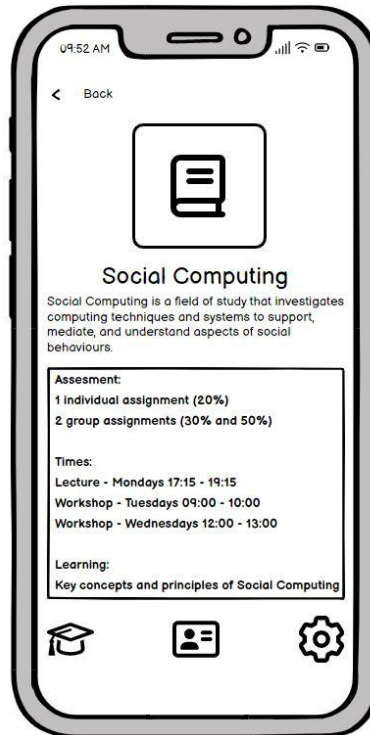 09:52 AM
Back
Social Computing
Social Computing is a field of study that investigates
computing techniques and systems to support,
mediate, and understand aspects of social
behaviours.
Assesment:
1 individual assignment (20%)
2 group assignments (30% and 50%)
Times:
Lecture - Mondays 17:15 - 19:15
Workshop - Tuesdays 09:00 - 10:00
Workshop - Wednesdays 12:00 - 13:00
Learning:
Key concepts and principles of Social Computing